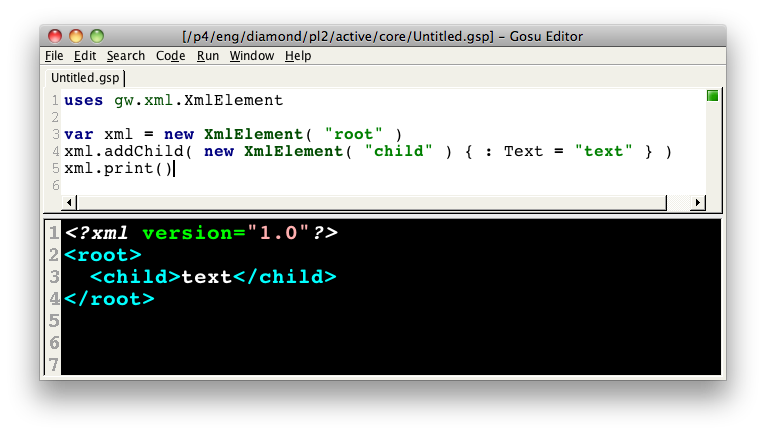 [/p4/eng/diamond/pl2/active/core/Untitled.gsp] – Gosu Editor
File Edit Search Code Run Window Help
Untitled.gsp
1 uses gw.xml.XmlElement
2
3 var xml = new XmlElement( "root" )
4 xml.addChild( new XmlElement( "child" ) { : Text = "text" } )
5 xml.print()
6
1 <?xml version="1.0"?>
2 <root>
3   <child>text</child>
4 </root>
5
6
7